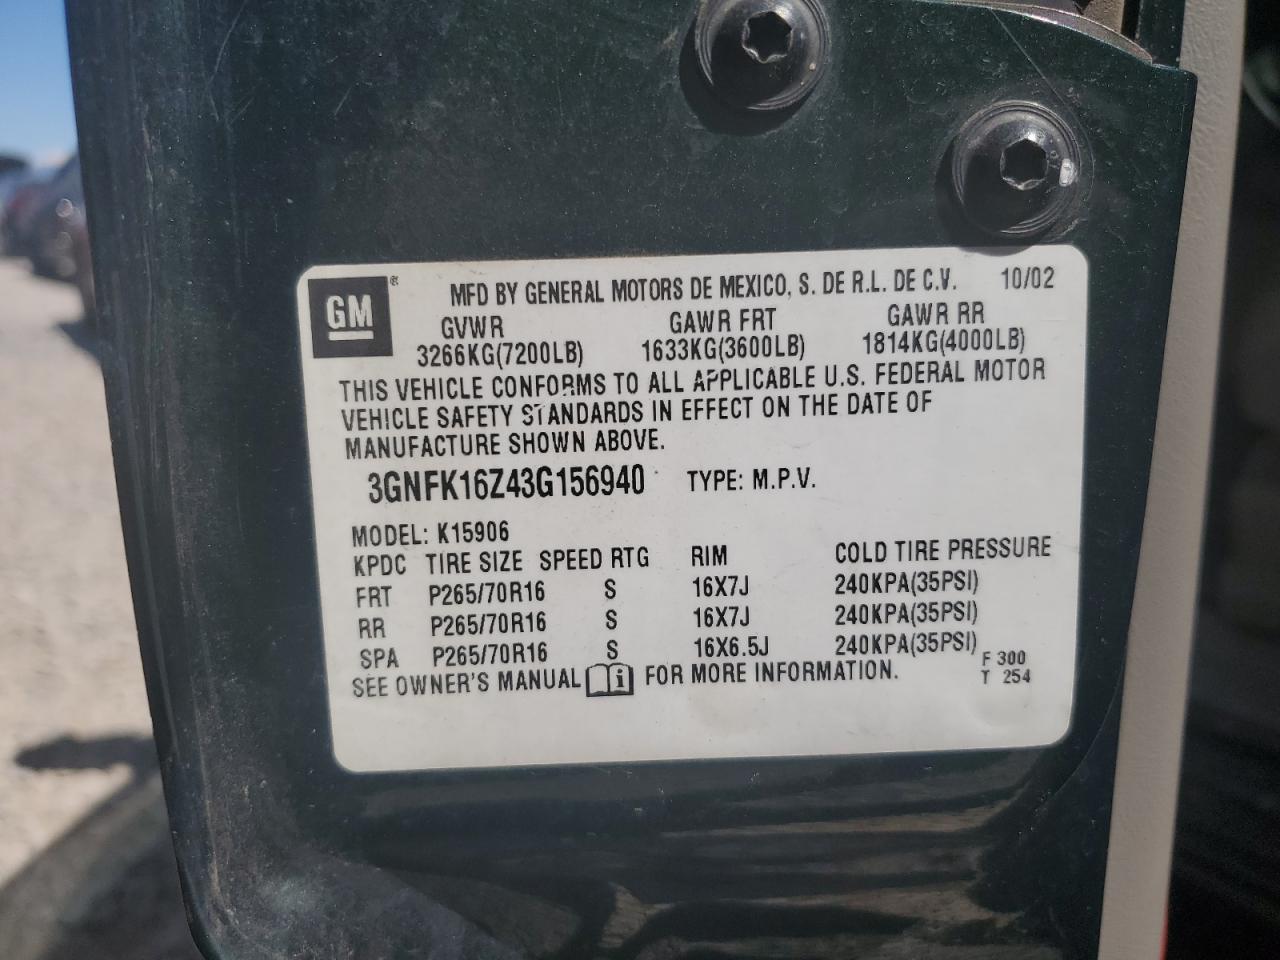 GM ® MFD BY GENERAL MOTORS DE MEXICO, S. DE R.L. DE C.V. 10/02
GVWR GAWR FRT GAWR RR
3266KG(7200LB) 1633KG(3600LB) 1814KG(4000LB)
THIS VEHICLE CONFORMS TO ALL APPLICABLE U.S. FEDERAL MOTOR
VEHICLE SAFETY STANDARDS IN EFFECT ON THE DATE OF
MANUFACTURE SHOWN ABOVE.
3GNFK16Z43G156940 TYPE: M.P.V.
MODEL: K15906
KPDC TIRE SIZE SPEED RTG RIM COLD TIRE PRESSURE
FRT P265/70R16 S 16X7J 240KPA(35PSI)
RR P265/70R16 S 16X7J 240KPA(35PSI)
SPA P265/70R16 S 16X6.5J 240KPA(35PSI)
SEE OWNER'S MANUAL i FOR MORE INFORMATION.
F 300
T 254